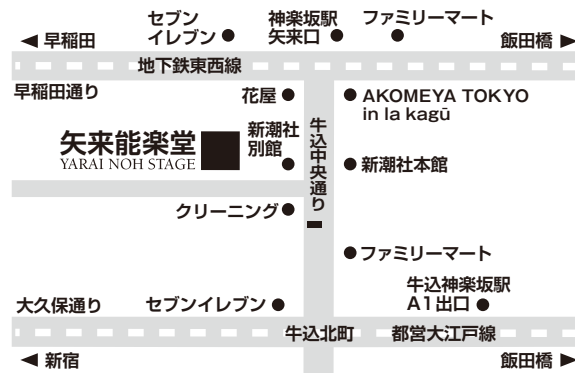 セブン
イレブン
神楽坂駅
矢来口
ファミリーマート
◀ 早稲田
飯田橋 ▶
地下鉄東西線
早稲田通り
花屋
AKOMEYA TOKYO
in la kagū
矢来能楽堂
YARAI NOH STAGE
新潮社
別館
牛込中央通り
新潮社本館
クリーニング
ファミリーマート
牛込神楽坂駅
A1出口
大久保通り
セブンイレブン
牛込北町
都営大江戸線
◀ 新宿
飯田橋 ▶